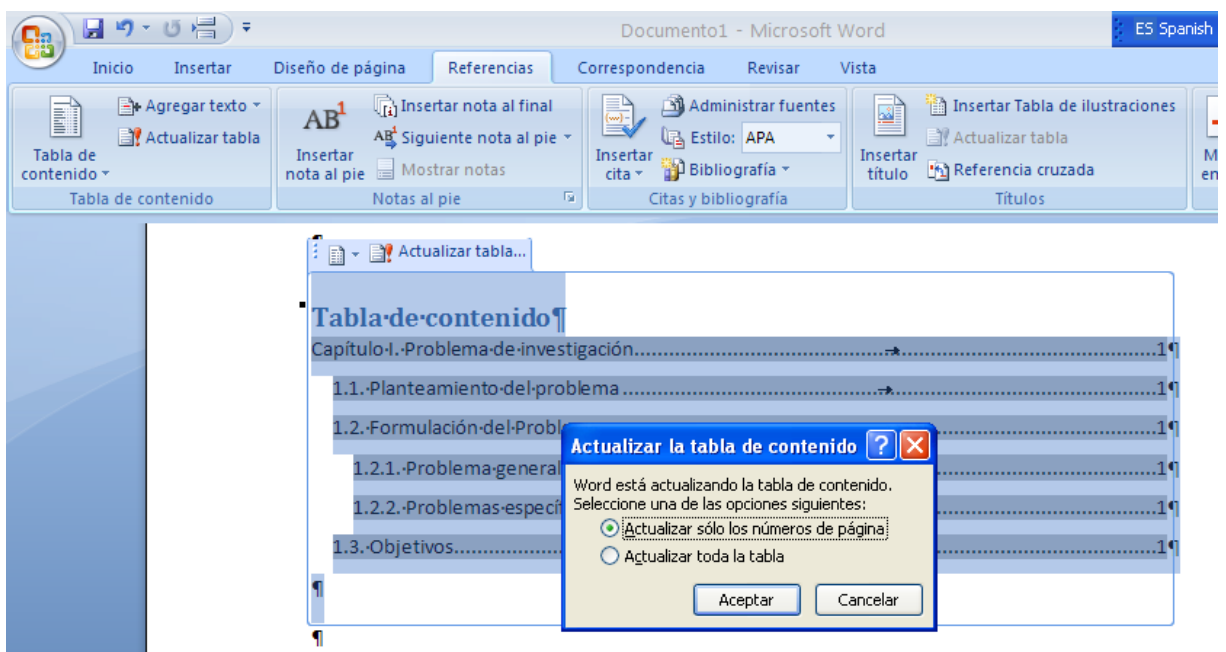 Documento1 - Microsoft Word
ES Spanish
Inicio Insertar Diseño de página Referencias Correspondencia Revisar Vista
Tabla de contenido
Agregar texto
Actualizar tabla
Tabla de contenido
AB1
Insertar nota al pie
Insertar nota al final
AB1 Siguiente nota al pie
Mostrar notas
Notas al pie
Insertar cita
Administrar fuentes
Estilo: APA
Bibliografía
Citas y bibliografía
Insertar título
Insertar Tabla de ilustraciones
Actualizar tabla
Referencia cruzada
Títulos
M
en
¶
Actualizar tabla...
Tabla·de·contenido¶
Capítulo·I.·Problema·de·investigación.......→.......1¶
1.1.·Planteamiento·del·problema.......→.......1¶
1.2.·Formulación·del·Probl.......1¶
1.2.1.·Problema·general.......1¶
1.2.2.·Problemas·específ.......1¶
1.3.·Objetivos.......1¶
¶
¶
Actualizar la tabla de contenido ?
Word está actualizando la tabla de contenido.
Seleccione una de las opciones siguientes:
Actualizar sólo los números de página
Actualizar toda la tabla
Aceptar Cancelar